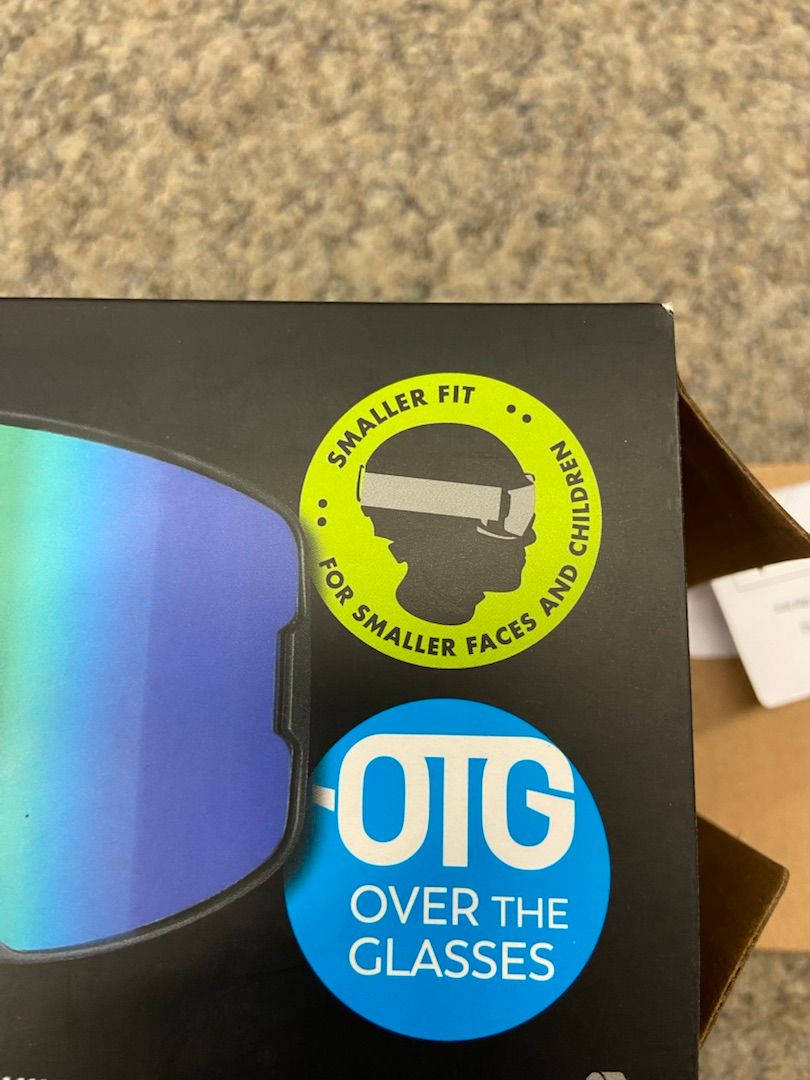 SMALLER FIT
FOR SMALLER FACES AND CHILDREN
OTG
OVER THE
GLASSES